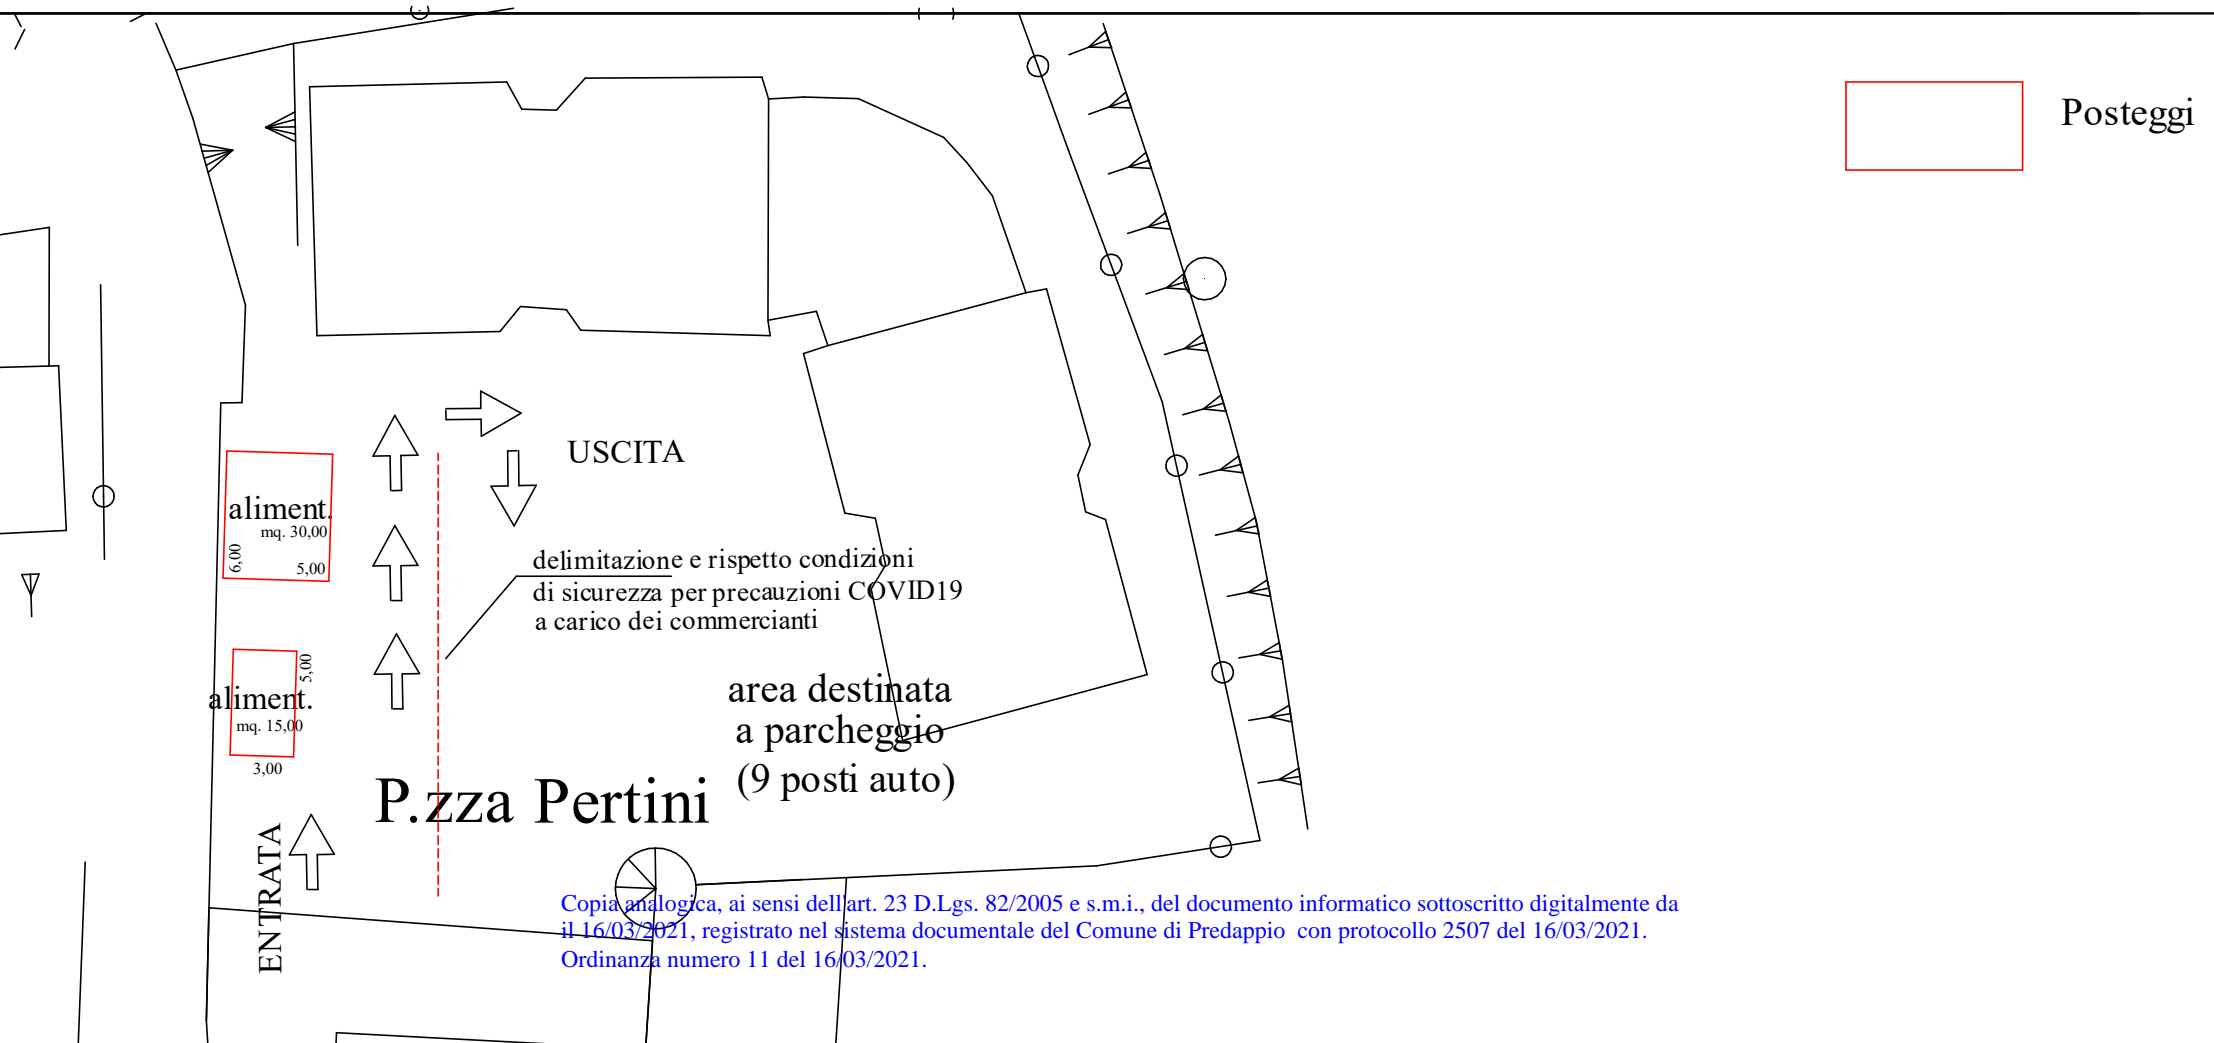 Posteggi
USCITA
aliment.
mq. 30,00
6,00
5,00
delimitazione e rispetto condizioni
di sicurezza per precauzioni COVID19
a carico dei commercianti
aliment.
mq. 15,00
5,00
3,00
area destinata
a parcheggio
(9 posti auto)
P.zza Pertini
ENTRATA
Copia analogica, ai sensi dell'art. 23 D.Lgs. 82/2005 e s.m.i., del documento informatico sottoscritto digitalmente da
il 16/03/2021, registrato nel sistema documentale del Comune di Predappio con protocollo 2507 del 16/03/2021.
Ordinanza numero 11 del 16/03/2021.